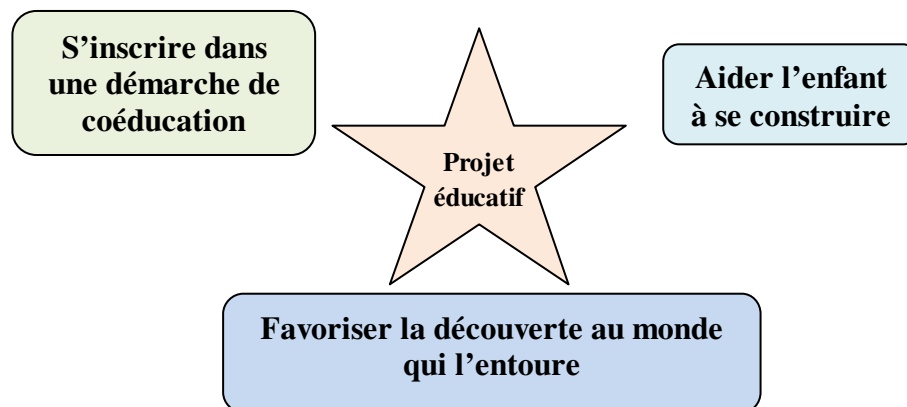 S’inscrire dans
une démarche de
coéducation
Aider l’enfant
à se construire
Projet
éducatif
Favoriser la découverte au monde
qui l’entoure